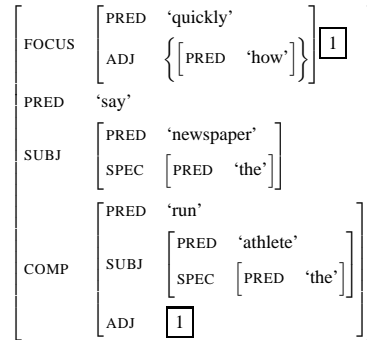 FOCUS PRED ‘quickly’
ADJ { [ PRED ‘how’ ] } 1
PRED ‘say’
SUBJ PRED ‘newspaper’
SPEC [ PRED ‘the’ ]
COMP PRED ‘run’
SUBJ PRED ‘athlete’
SPEC [ PRED ‘the’ ]
ADJ 1